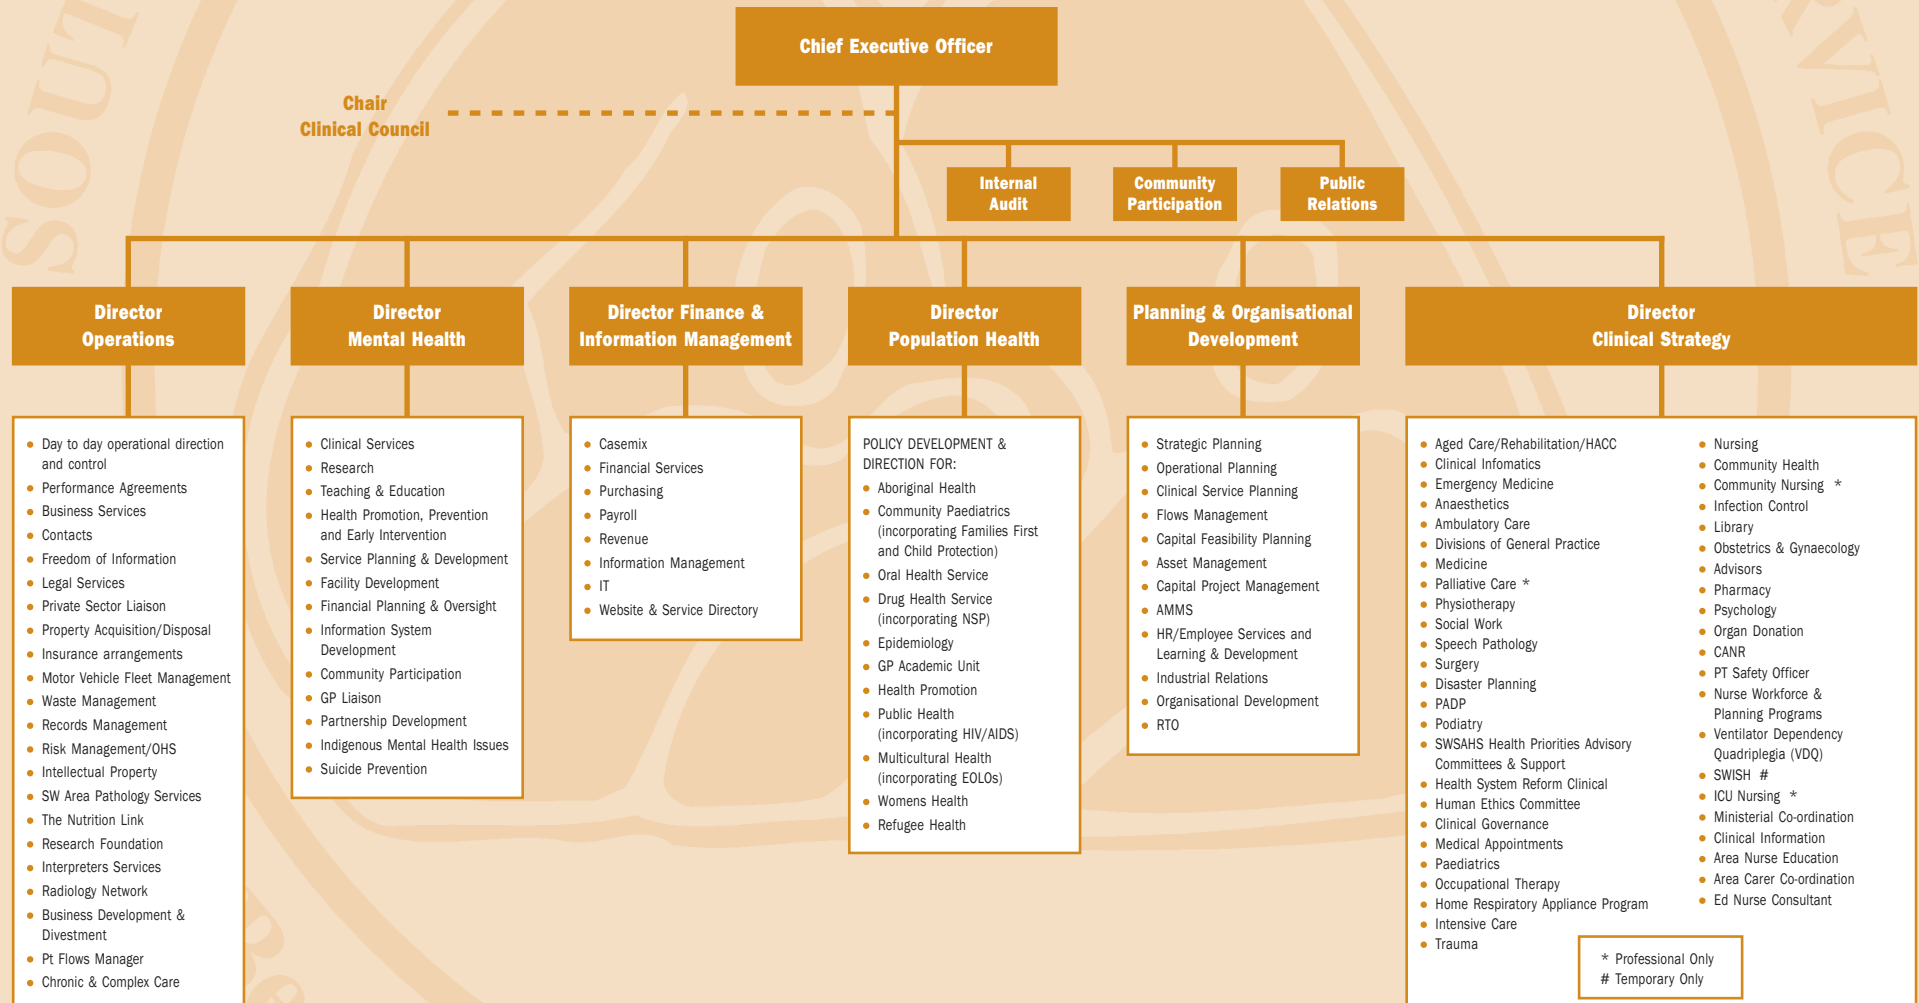 Chief Executive Officer
Chair
Clinical Council
Internal
Audit
Community
Participation
Public
Relations
Director
Operations
Director
Mental Health
Director Finance &
Information Management
Director
Population Health
Planning & Organisational
Development
Director
Clinical Strategy
Day to day operational direction
and control
Performance Agreements
Business Services
Contacts
Freedom of Information
Legal Services
Private Sector Liaison
Property Acquisition/Disposal
Insurance arrangements
Motor Vehicle Fleet Management
Waste Management
Records Management
Risk Management/OHS
Intellectual Property
SW Area Pathology Services
The Nutrition Link
Research Foundation
Interpreters Services
Radiology Network
Business Development &
Divestment
Pt Flows Manager
Chronic & Complex Care
Clinical Services
Research
Teaching & Education
Health Promotion, Prevention
and Early Intervention
Service Planning & Development
Facility Development
Financial Planning & Oversight
Information System
Development
Community Participation
GP Liaison
Partnership Development
Indigenous Mental Health Issues
Suicide Prevention
Casemix
Financial Services
Purchasing
Payroll
Revenue
Information Management
IT
Website & Service Directory
POLICY DEVELOPMENT &
DIRECTION FOR:
Aboriginal Health
Community Paediatrics
(incorporating Families First
and Child Protection)
Oral Health Service
Drug Health Service
(incorporating NSP)
Epidemiology
GP Academic Unit
Health Promotion
Public Health
(incorporating HIV/AIDS)
Multicultural Health
(incorporating EOLOs)
Womens Health
Refugee Health
Strategic Planning
Operational Planning
Clinical Service Planning
Flows Management
Capital Feasibility Planning
Asset Management
Capital Project Management
AMMS
HR/Employee Services and
Learning & Development
Industrial Relations
Organisational Development
RTO
Aged Care/Rehabilitation/HACC
Clinical Infomatics
Emergency Medicine
Anaesthetics
Ambulatory Care
Divisions of General Practice
Medicine
Palliative Care *
Physiotherapy
Social Work
Speech Pathology
Surgery
Disaster Planning
PADP
Podiatry
SWSAHS Health Priorities Advisory
Committees & Support
Health System Reform Clinical
Human Ethics Committee
Clinical Governance
Medical Appointments
Paediatrics
Occupational Therapy
Home Respiratory Appliance Program
Intensive Care
Trauma
Nursing
Community Health
Community Nursing *
Infection Control
Library
Obstetrics & Gynaecology
Advisors
Pharmacy
Psychology
Organ Donation
CANR
PT Safety Officer
Nurse Workforce &
Planning Programs
Ventilator Dependency
Quadriplegia (VDQ)
SWISH #
ICU Nursing *
Ministerial Co-ordination
Clinical Information
Area Nurse Education
Area Carer Co-ordination
Ed Nurse Consultant
* Professional Only
# Temporary Only